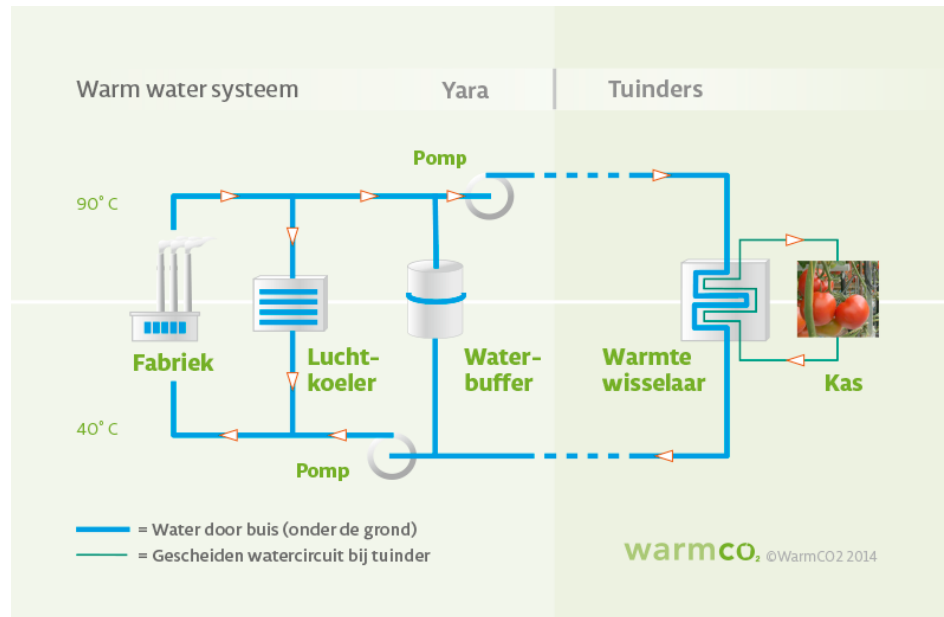 Warm water systeem
Yara
Tuinders
Pomp
90° C
Fabriek
Lucht-
koeler
Water-
buffer
Warmte
wisselaar
Kas
40° C
Pomp
= Water door buis (onder de grond)
= Gescheiden watercircuit bij tuinder
warmco₂ ©WarmCO2 2014